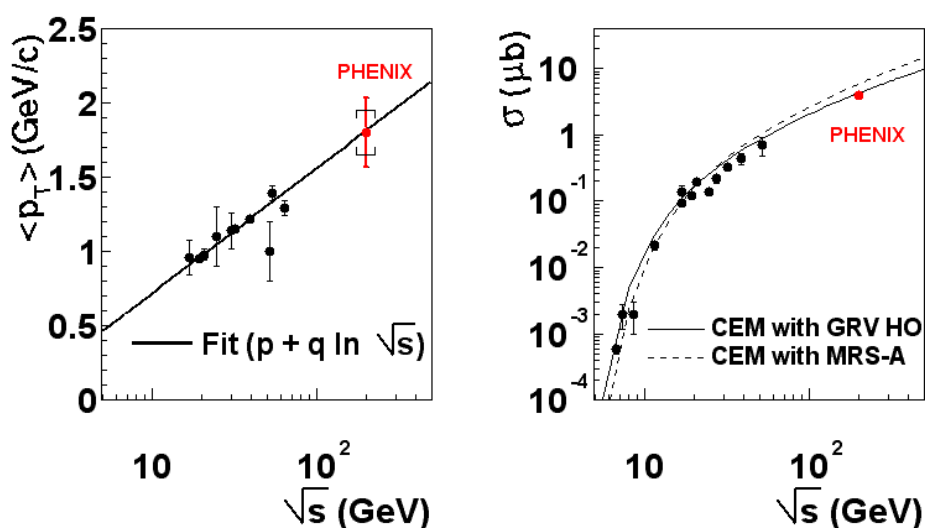 <p_T> (GeV/c)
2.5
2
1.5
1
0.5
0
PHENIX
Fit (p + q ln √s)
10
10^2
√s (GeV)
σ (μb)
10
1
10^-1
10^-2
10^-3
10^-4
PHENIX
CEM with GRV HO
CEM with MRS-A
10
10^2
√s (GeV)